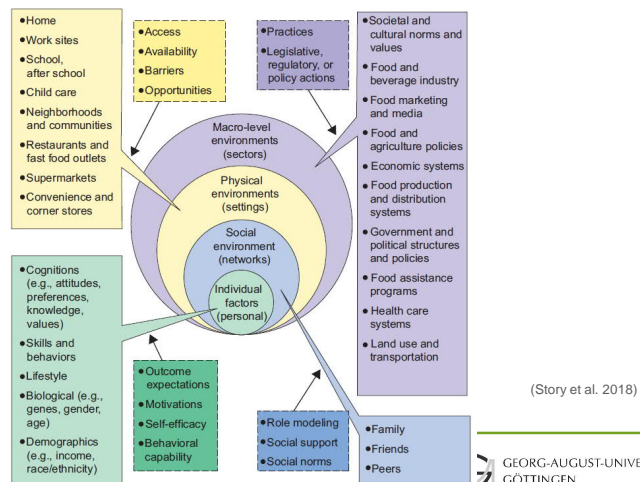 •Home
•Work sites
•School,
after school
•Child care
•Neighborhoods
and communities
•Restaurants and
fast food outlets
•Supermarkets
•Convenience and
corner stores
•Access
•Availability
•Barriers
•Opportunities
•Practices
•Legislative,
regulatory, or
policy actions
•Societal and
cultural norms and
values
•Food and
beverage industry
•Food marketing
and media
•Food and
agriculture policies
•Economic systems
•Food production
and distribution
systems
•Government and
political structures
and policies
•Food assistance
programs
•Health care
systems
•Land use and
transportation
Macro-level
environments
(sectors)
Physical
environments
(settings)
Social
environment
(networks)
Individual
factors
(personal)
•Cognitions
(e.g., attitudes,
preferences,
knowledge,
values)
•Skills and
behaviors
•Lifestyle
•Biological (e.g.,
genes, gender,
age)
•Demographics
(e.g., income,
race/ethnicity)
•Outcome
expectations
•Motivations
•Self-efficacy
•Behavioral
capability
•Role modeling
•Social support
•Social norms
•Family
•Friends
•Peers
(Story et al. 2018)
GEORG-AUGUST-UNIVE
GÖTTINGEN